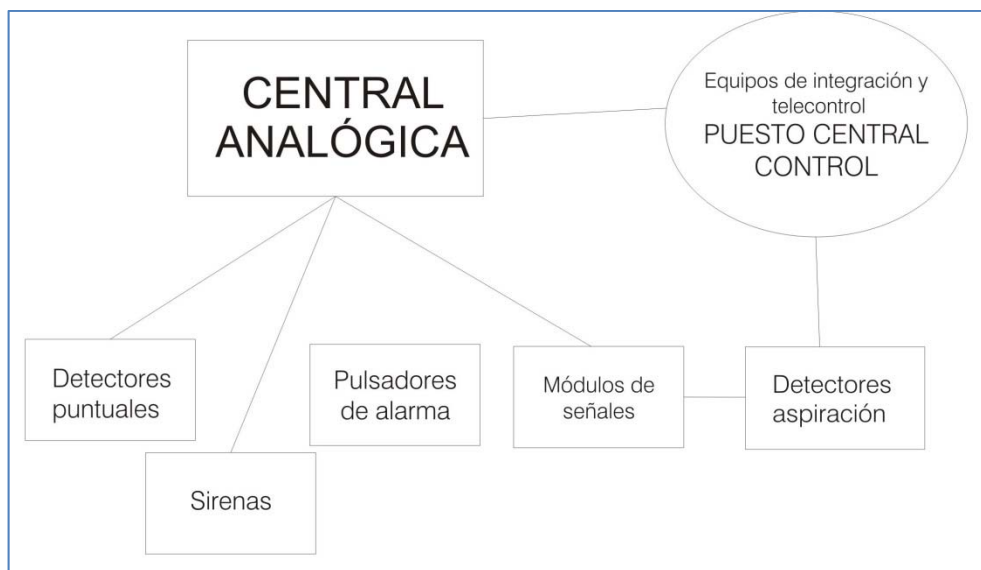 CENTRAL
ANALÓGICA
Equipos de integración y
telecontrol
PUESTO CENTRAL
CONTROL
Detectores
puntuales
Pulsadores
de alarma
Módulos de
señales
Detectores
aspiración
Sirenas